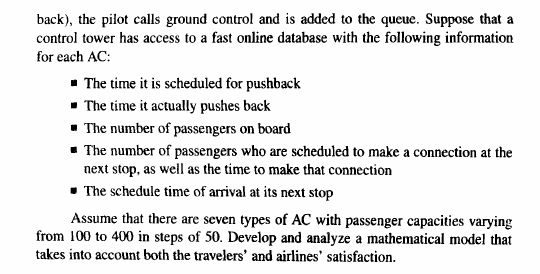 back), the pilot calls ground control and is added to the queue. Suppose that a
control tower has access to a fast online database with the following information
for each AC:
▪ The time it is scheduled for pushback
▪ The time it actually pushes back
▪ The number of passengers on board
▪ The number of passengers who are scheduled to make a connection at the
next stop, as well as the time to make that connection
▪ The schedule time of arrival at its next stop
Assume that there are seven types of AC with passenger capacities varying
from 100 to 400 in steps of 50. Develop and analyze a mathematical model that
takes into account both the travelers' and airlines' satisfaction.